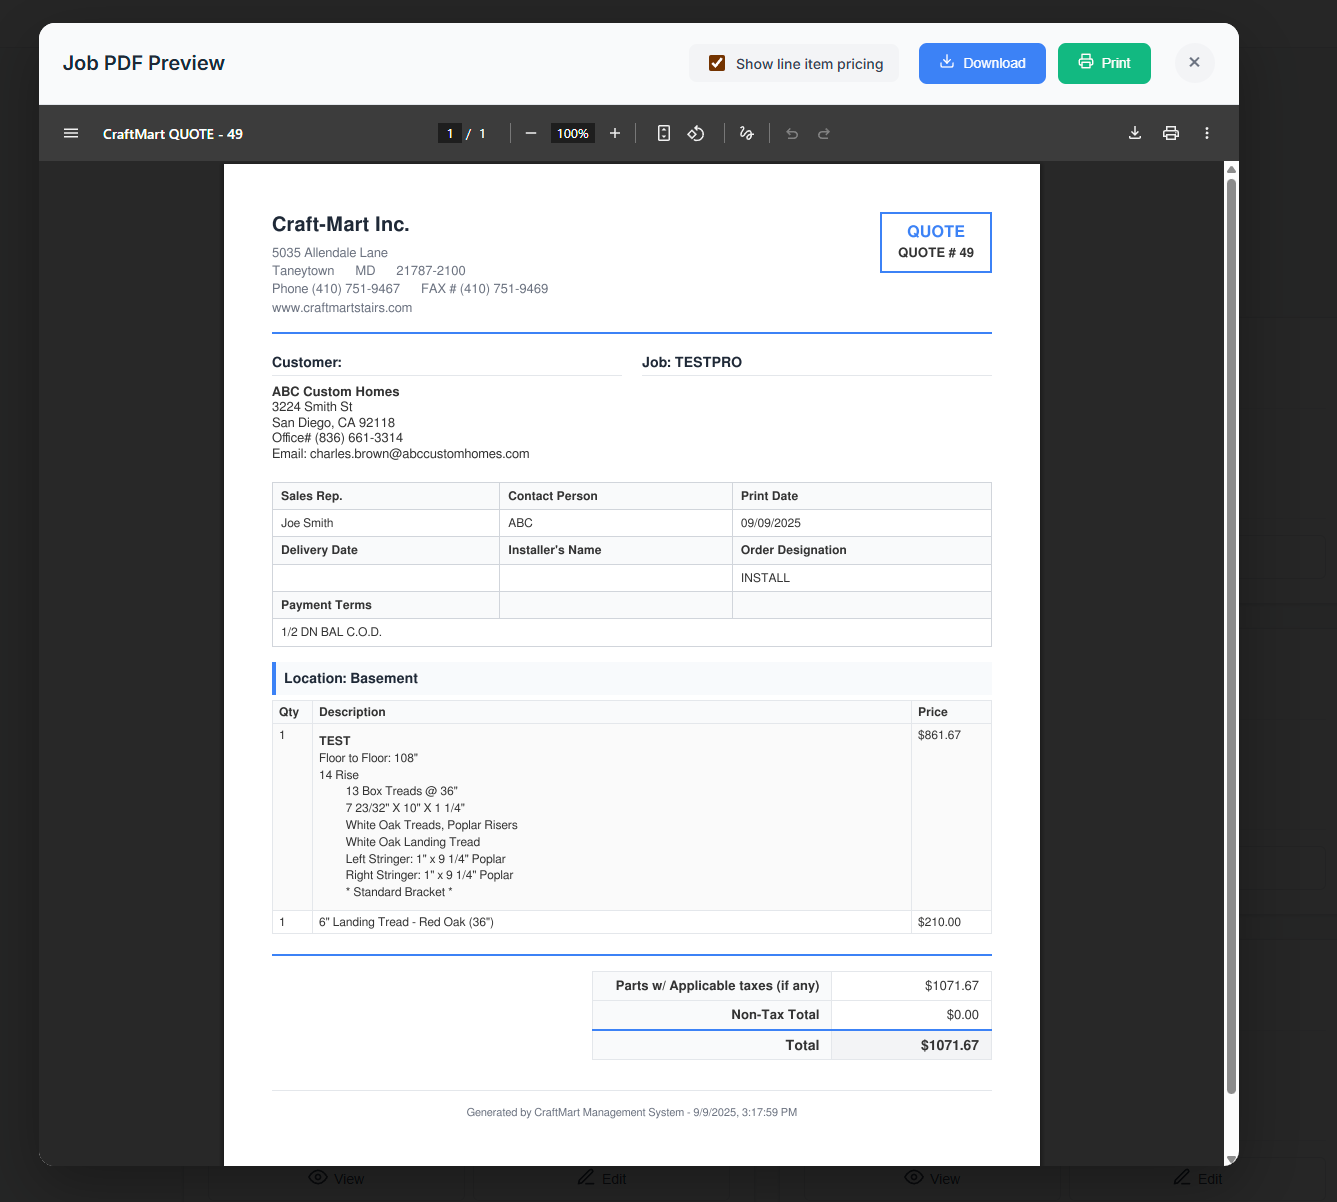 Job PDF Preview
Show line item pricing
Download
Print
CraftMart QUOTE - 49
1 / 1
100%
Craft-Mart Inc.
5035 Allendale Lane
Taneytown MD 21787-2100
Phone (410) 751-9467 FAX # (410) 751-9469
www.craftmartstairs.com
QUOTE
QUOTE # 49
Customer:
ABC Custom Homes
3224 Smith St
San Diego, CA 92118
Office# (836) 661-3314
Email: charles.brown@abccustomhomes.com
Job: TESTPRO
Sales Rep. Contact Person Print Date
Joe Smith ABC 09/09/2025
Delivery Date Installer's Name Order Designation
INSTALL
Payment Terms
1/2 DN BAL C.O.D.
Location: Basement
Qty Description Price
1 TEST $861.67
Floor to Floor: 108"
14 Rise
13 Box Treads @ 36"
7 23/32" X 10" X 1 1/4"
White Oak Treads, Poplar Risers
White Oak Landing Tread
Left Stringer: 1" x 9 1/4" Poplar
Right Stringer: 1" x 9 1/4" Poplar
* Standard Bracket *
1 6" Landing Tread - Red Oak (36") $210.00
Parts w/ Applicable taxes (if any) $1071.67
Non-Tax Total $0.00
Total $1071.67
Generated by CraftMart Management System - 9/9/2025, 3:17:59 PM
View Edit View Edit